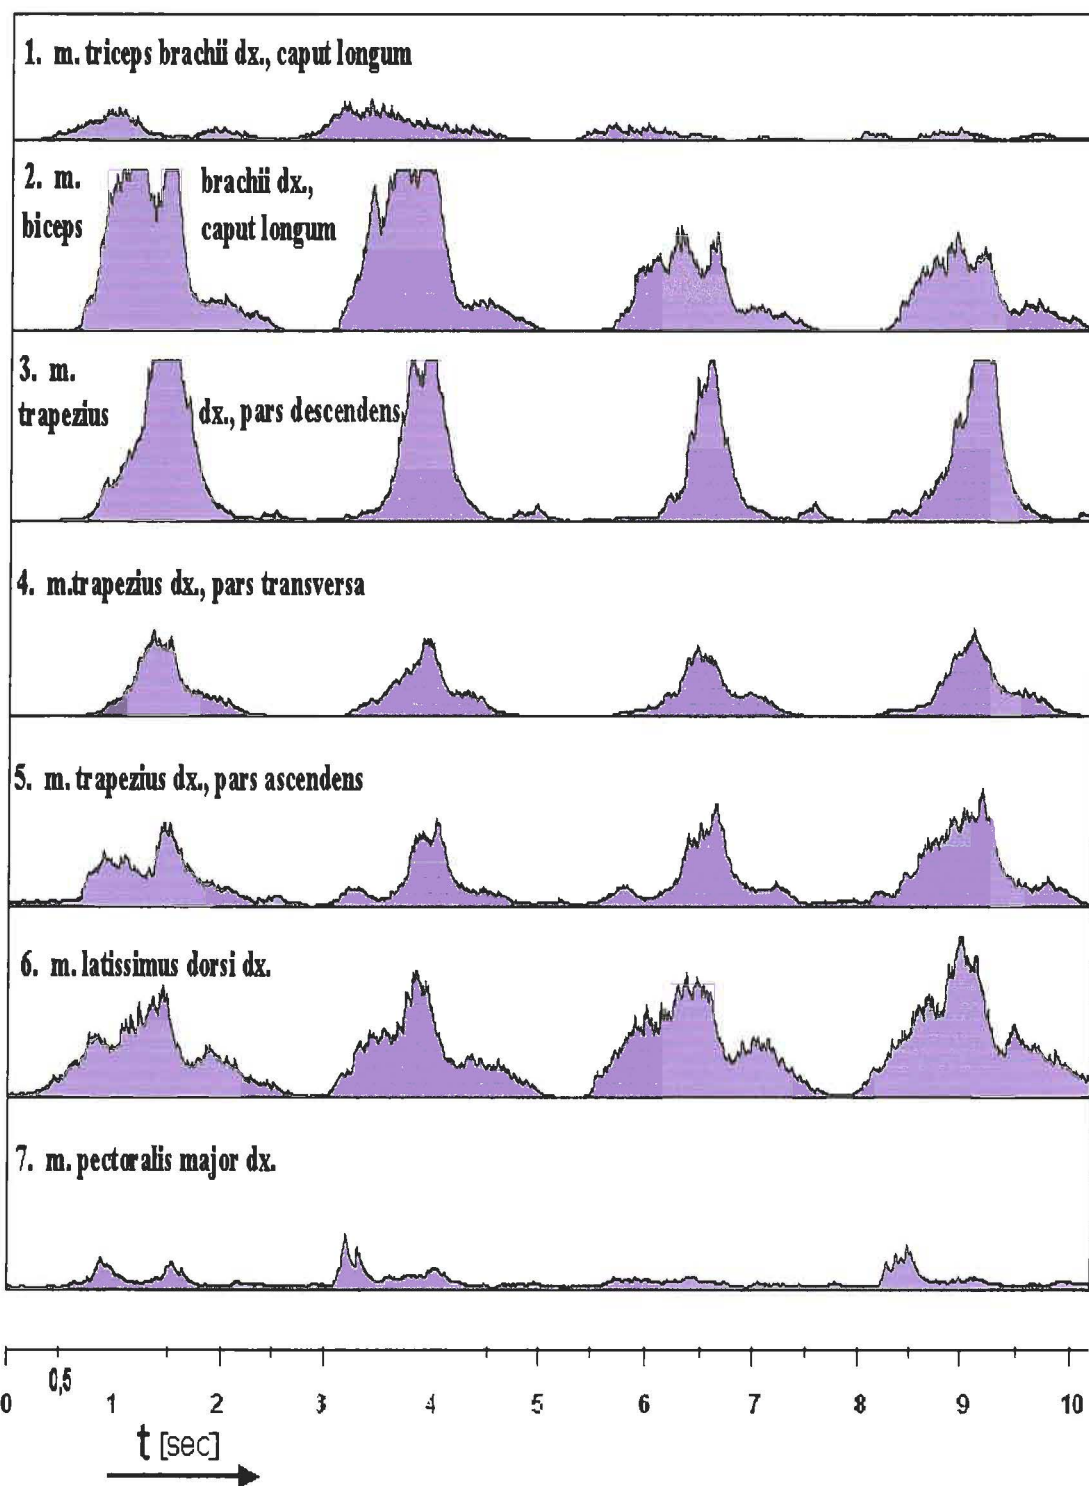 1. m. triceps brachii dx., caput longum
2. m.
biceps
brachii dx.,
caput longum
3. m.
trapezius
dx., pars descendens
4. m.trapezius dx., pars transversa
5. m. trapezius dx., pars ascendens
6. m. latissimus dorsi dx.
7. m. pectoralis major dx.
0,5
0 1 2 3 4 5 6 7 8 9 10
t [sec]